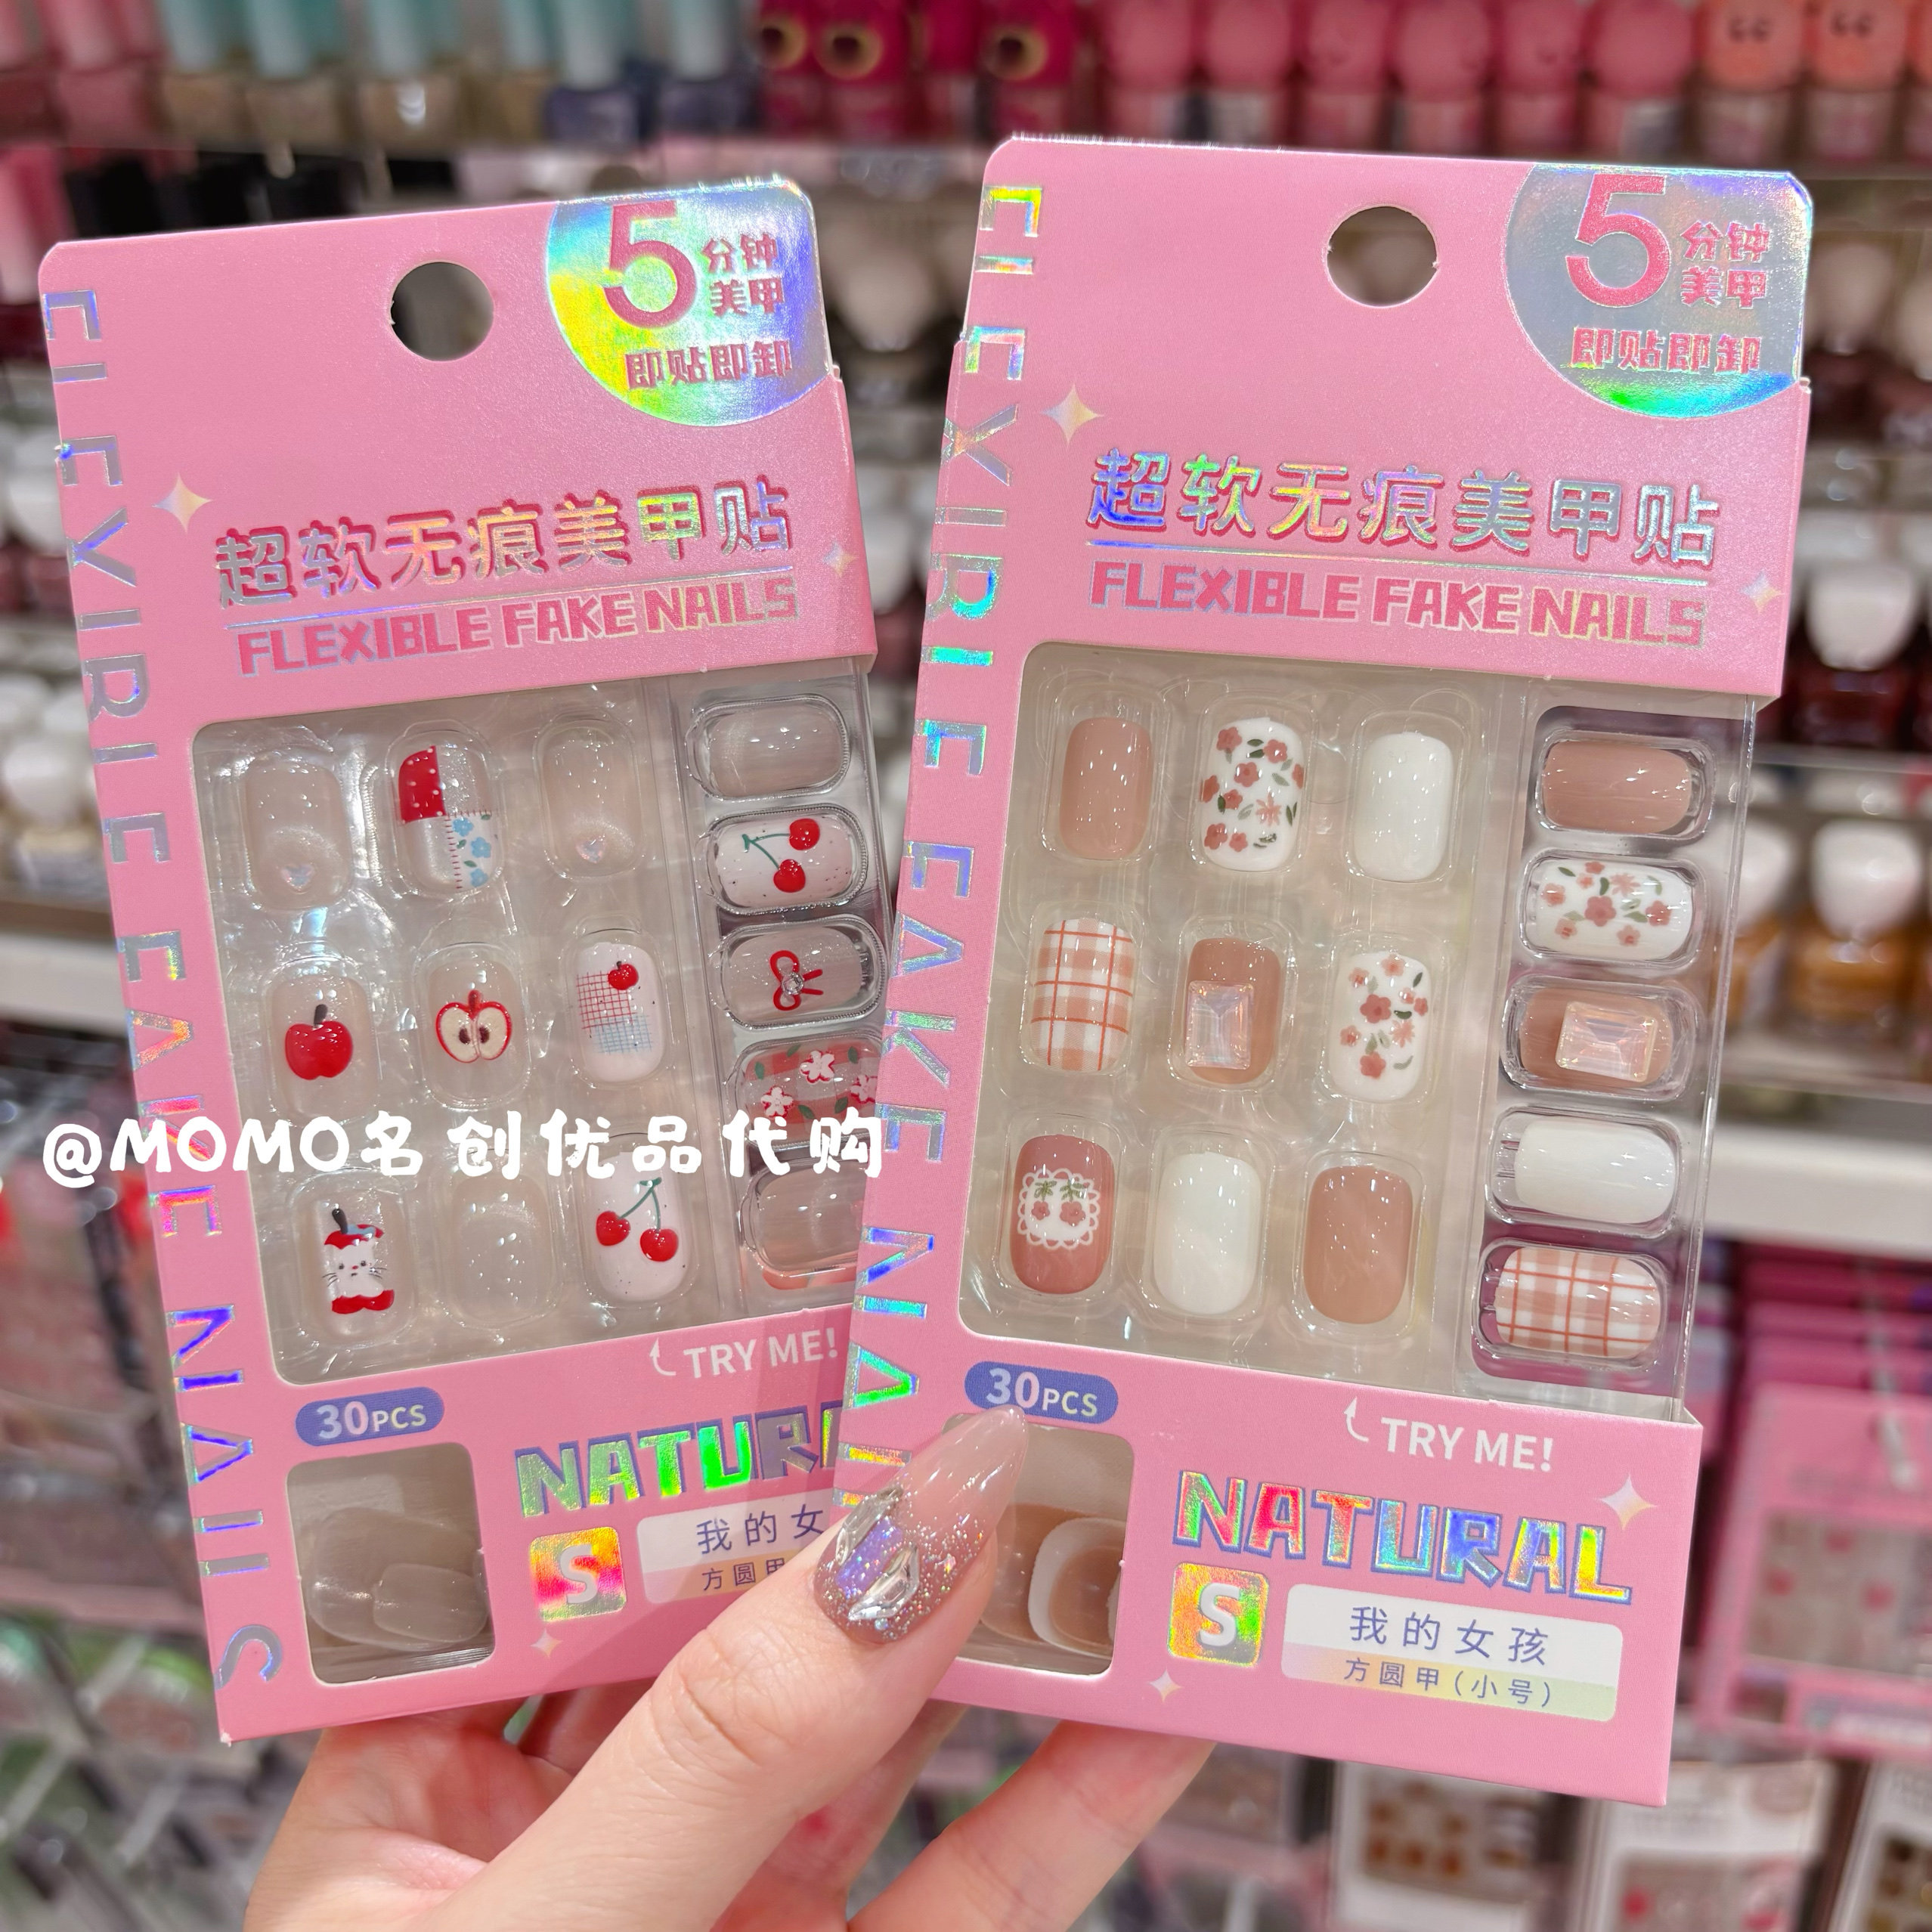 5分钟
美甲
即贴即卸
超软无痕美甲贴
FLEXIBLE FAKE NAILS
FLEXIBLE FAKE NAILS
TRY ME!
30PCS
NATURAL
S
我的女
方圆甲
5分钟
美甲
即贴即卸
超软无痕美甲贴
FLEXIBLE FAKE NAILS
FLEXIBLE FAKE NAIL
TRY ME!
30PCS
NATURAL
S
我的女孩
方圆甲(小号)
@MOMO名创优品代购